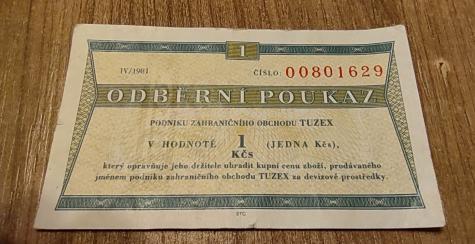 1
IV/1981 ČÍSLO: 00801629
ODBĚRNÍ POUKAZ
PODNIKU ZAHRANIČNÍHO OBCHODU TUZEX
V HODNOTĚ 1 (JEDNA Kčs),
Kčs
který opravňuje jeho držitele uhradit kupní cenu zboží, prodávaného
jménem podniku zahraničního obchodu TUZEX za devizové prostředky.
STC